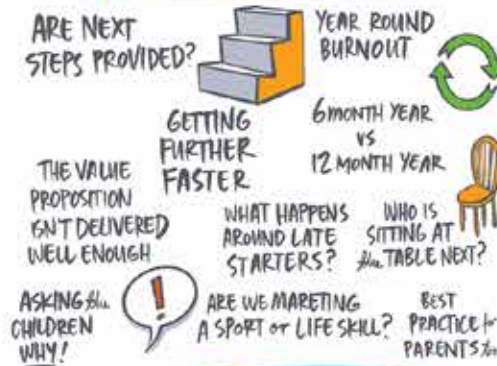 ARE NEXT
STEPS PROVIDED?
YEAR ROUND
BURNOUT
GETTING
FURTHER
FASTER
6 MONTH YEAR
VS
12 MONTH YEAR
THE VALUE
PROPOSITION
ISN'T DELIVERED
WELL ENOUGH
WHAT HAPPENS
AROUND LATE
STARTERS?
WHO IS
SITTING AT
the TABLE NEXT?
ASKING the
CHILDREN
WHY!
!
ARE WE MARETING
A SPORT or LIFE SKILL?
BEST
PRACTICE
PARENTS